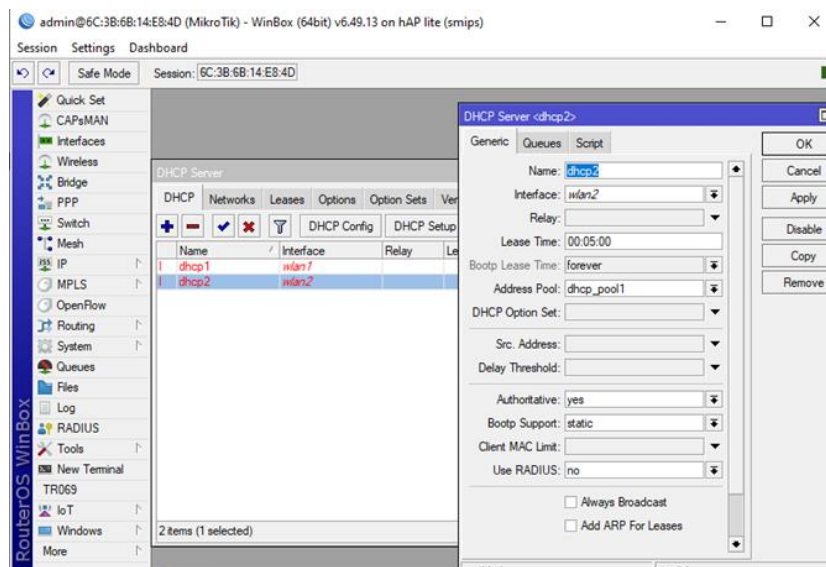 admin@6C:3B:6B:14:E8:4D (MikroTik) - WinBox (64bit) v6.49.13 on hAP lite (smips)
Session Settings Dashboard
Safe Mode Session: 6C:3B:6B:14:E8:4D
Quick Set
CAPsMAN
Interfaces
Wireless
Bridge
PPP
Switch
Mesh
IP
MPLS
OpenFlow
Routing
System
Queues
Files
Log
RADIUS
Tools
New Terminal
TR069
IoT
Windows
More
RouterOS WinBox
DHCP Server
DHCP Networks Leases Options Option Sets Ven
DHCP Config DHCP Setup
Name Interface Relay Le
I dhcp1 wlan1
I dhcp2 wlan2
2 items (1 selected)
DHCP Server <dhcp2>
Generic Queues Script
Name: dhcp2
Interface: wlan2
Relay:
Lease Time: 00:05:00
Bootp Lease Time: forever
Address Pool: dhcp_pool1
DHCP Option Set:
Src. Address:
Delay Threshold:
Authoritative: yes
Bootp Support: static
Client MAC Limit:
Use RADIUS: no
Always Broadcast
Add ARP For Leases
OK
Cancel
Apply
Disable
Copy
Remove